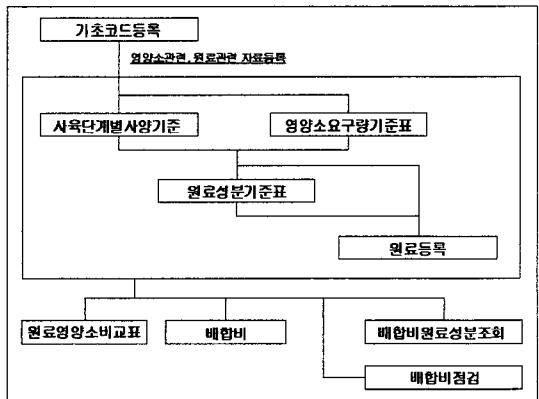 기초코드등록
영양소관련, 원료관련 자료등록
사육단계별사양기준
영양소요구량기준표
원료성분기준표
원료등록
원료영양소비교표
배합비
배합비원료성분조회
배합비점검